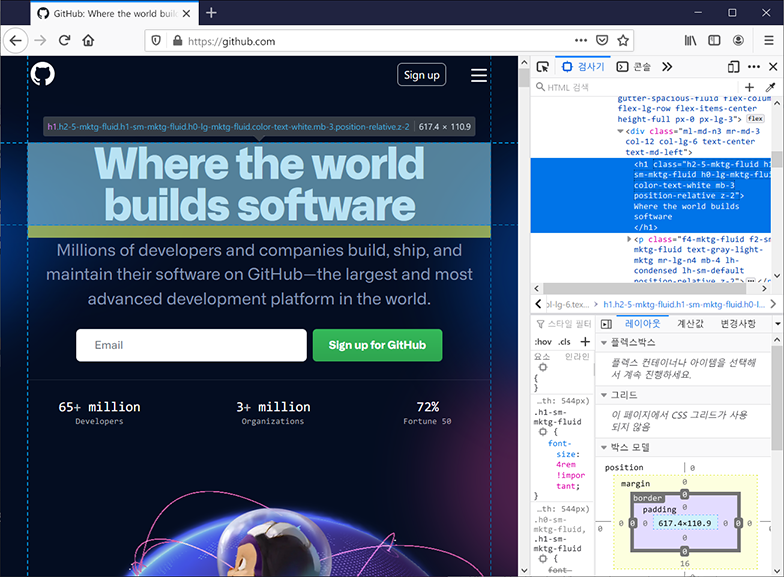 GitHub: Where the world buil
https://github.com
Sign up
h1.h2-5-mktg-fluid.h1-sm-mktg-fluid.h0-lg-mktg-fluid.color-text-white.mb-3.position-relative.z-2 617.4 × 110.9
Where the world
builds software
Millions of developers and companies build, ship, and
maintain their software on GitHub—the largest and most
advanced development platform in the world.
Email
Sign up for GitHub
65+ million
Developers
3+ million
Organizations
72%
Fortune 50
검사기
콘솔
HTML 검색
gutter-spacious-fluid flex-colum
flex-lg-row flex-items-center
height-full px-0 px-lg-3"> flex
<div class="ml-md-n3 mr-md-3
col-12 col-lg-6 text-center
text-md-left">
<h1 class="h2-5-mktg-fluid h1
sm-mktg-fluid h0-lg-mktg-flui
color-text-white mb-3
position-relative z-2">
Where the world builds
software
</h1>
<p class="f4-mktg-fluid f2-sm
mktg-fluid text-gray-light-
mktg mr-lg-n4 mb-4 lh-
condensed lh-sm-default
position-relative z-2">
ol-lg-6.tex… h1.h2-5-mktg-fluid.h1-sm-mktg-fluid.h0-l…
스타일 필터
:hov .cls +
요소 인라인
{
}
…th: 544px)
.h1-sm-
mktg-fluid
{
font-
size:
4rem
!impor
tant;
}
…th: 544px)
.h0-sm-
mktg-fluid,
.h1-sm-
mktg-fluid
{
font-
레이아웃 계산값 변경사항
플렉스박스
플렉스 컨테이너나 아이템을 선택해
서 계속 진행하세요.
그리드
이 페이지에서 CSS 그리드가 사용
되지 않음
박스 모델
position 0
margin 0
border 0
padding 0
0 0 0 0 617.4×110.9 0 0 0 0
0
0
16